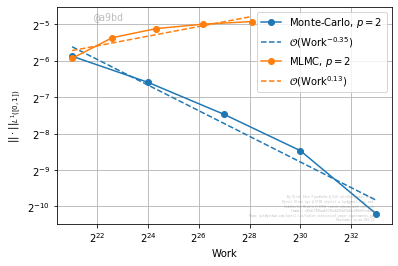 @a9bd
Monte-Carlo, p = 2
O(Work^−0.35)
MLMC, p = 2
O(Work^0.13)
2^−5
2^−6
2^−7
2^−8
2^−9
2^−10
|| · ||_L¹([0,1])
2^22 2^24 2^26 2^28 2^30 2^32
Work